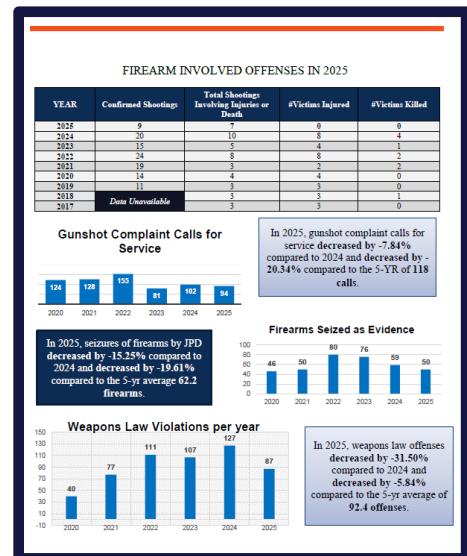 FIREARM INVOLVED OFFENSES IN 2025
YEAR Confirmed Shootings Total Shootings Involving Injuries or Death #Victims Injured #Victims Killed
2025 9 7 0 0
2024 20 10 8 4
2023 15 5 4 1
2022 24 8 8 2
2021 19 3 2 2
2020 14 4 4 0
2019 11 3 3 0
2018 Data Unavailable 3 3 1
2017 3 3 0
Gunshot Complaint Calls for
Service
124 128 155 81 102 94
2020 2021 2022 2023 2024 2025
In 2025, gunshot complaint calls for
service decreased by -7.84%
compared to 2024 and decreased by -
20.34% compared to the 5-YR of 118
calls.
In 2025, seizures of firearms by JPD
decreased by -15.25% compared to
2024 and decreased by -19.61%
compared to the 5-yr average 62.2
firearms.
Firearms Seized as Evidence
100
80
60
40
20
0
46 50 80 76 59 50
2020 2021 2022 2023 2024 2025
Weapons Law Violations per year
150
130
110
90
70
50
30
10
-10
40 77 111 107 127 87
2020 2021 2022 2023 2024 2025
In 2025, weapons law offenses
decreased by -31.50%
compared to 2024 and
decreased by -5.84%
compared to the 5-yr average of
92.4 offenses.